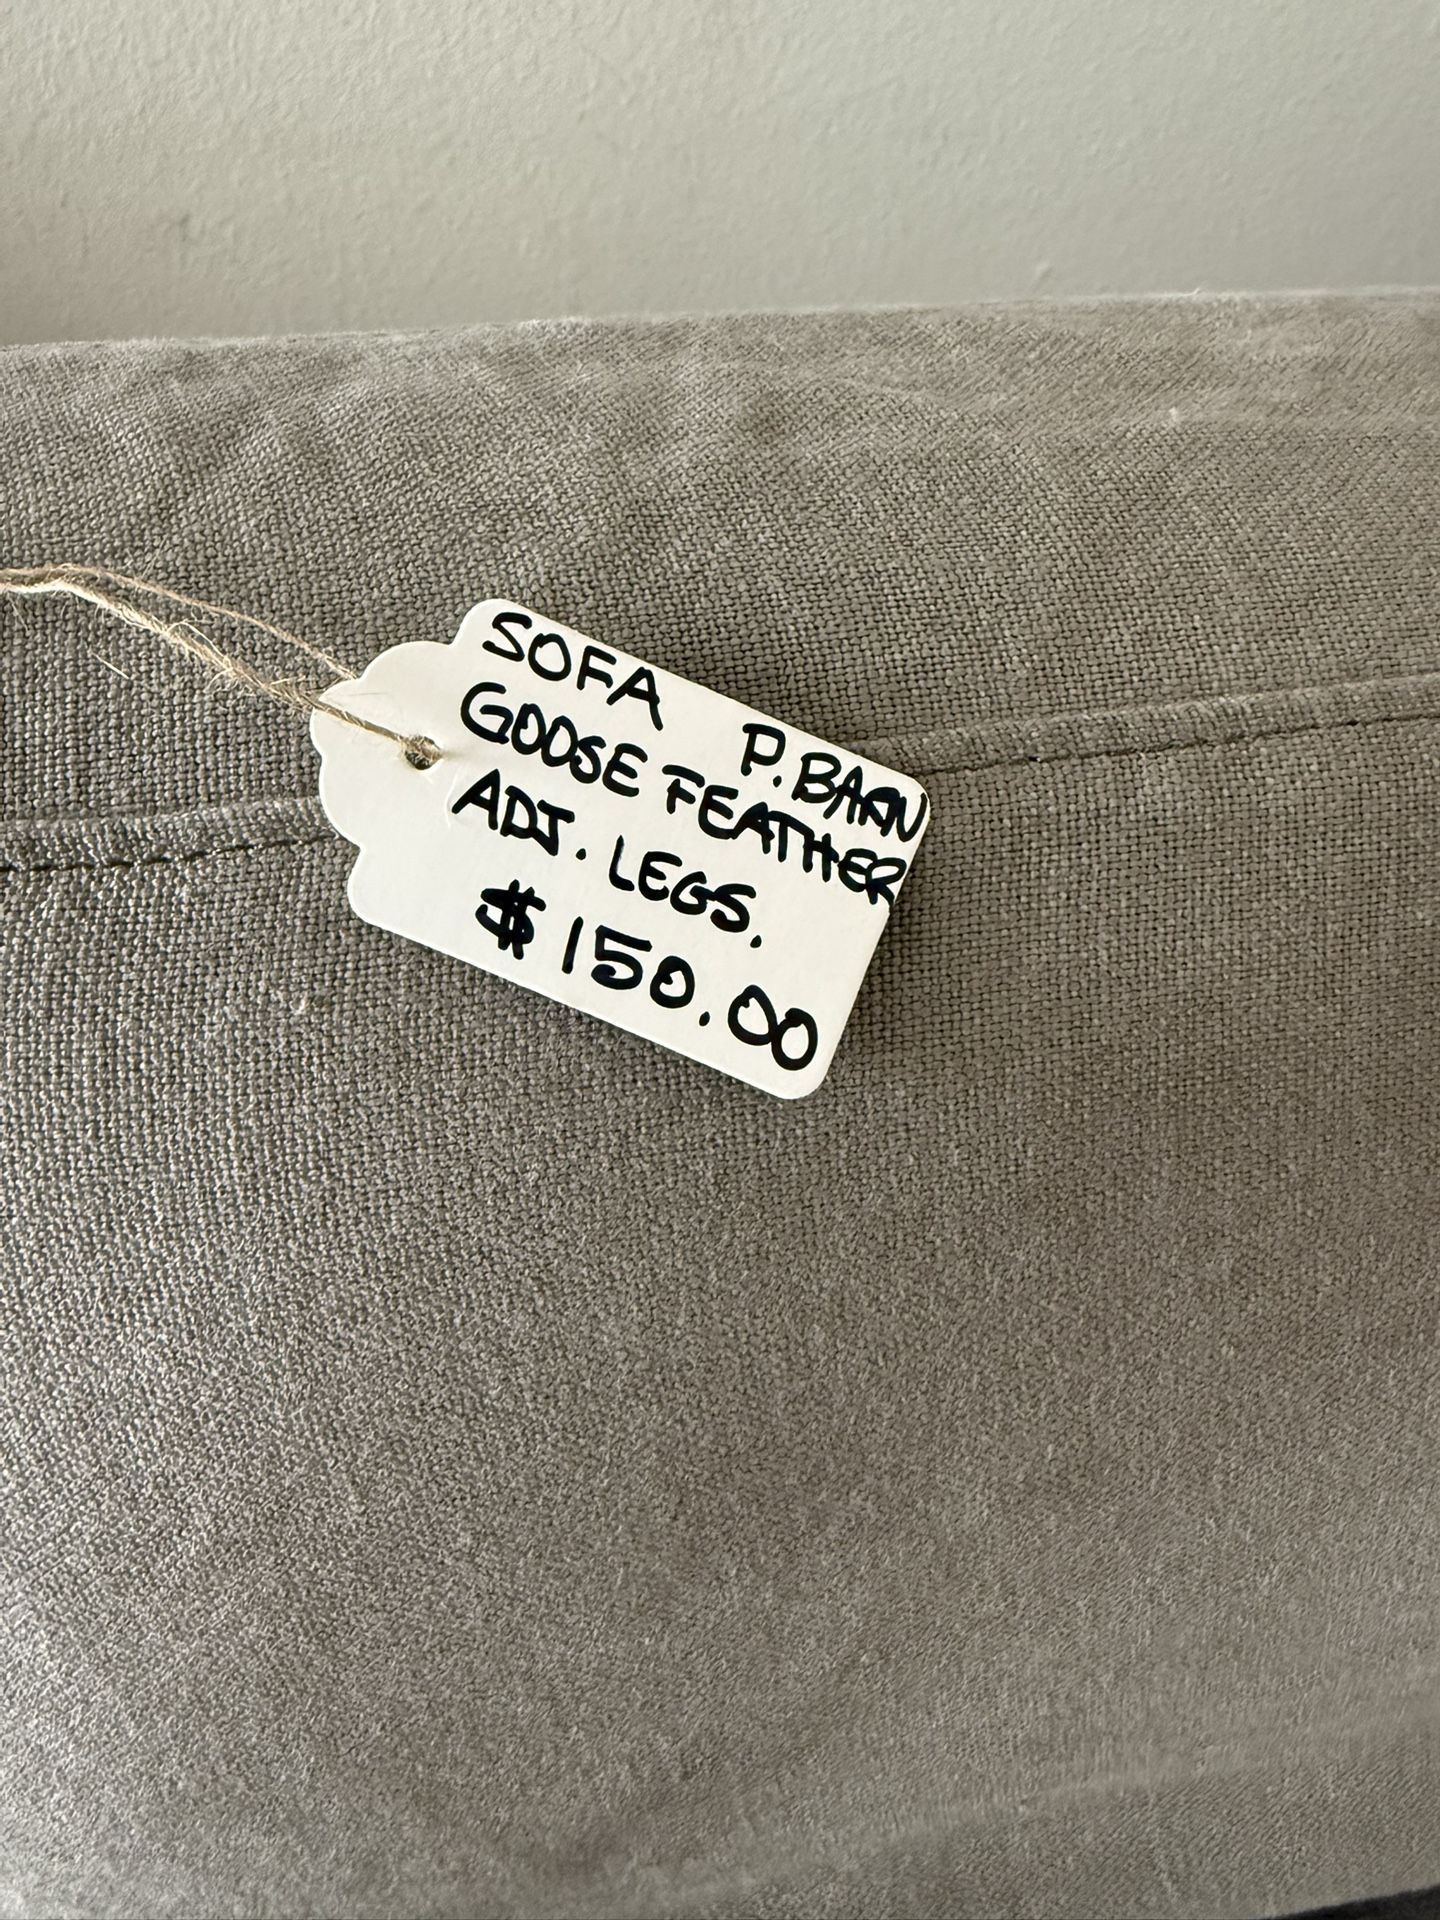 SOFA P. BARN
GOOSE FEATHER
ADJ. LEGS.
$150.00